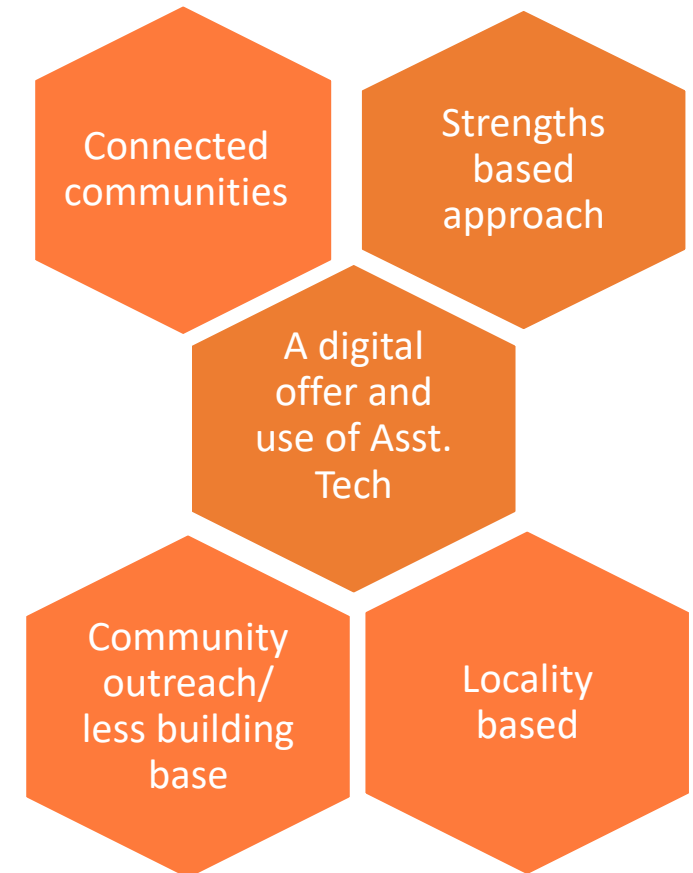 Connected
communities
Strengths
based
approach
A digital
offer and
use of Asst.
Tech
Community
outreach/
less building
base
Locality
based